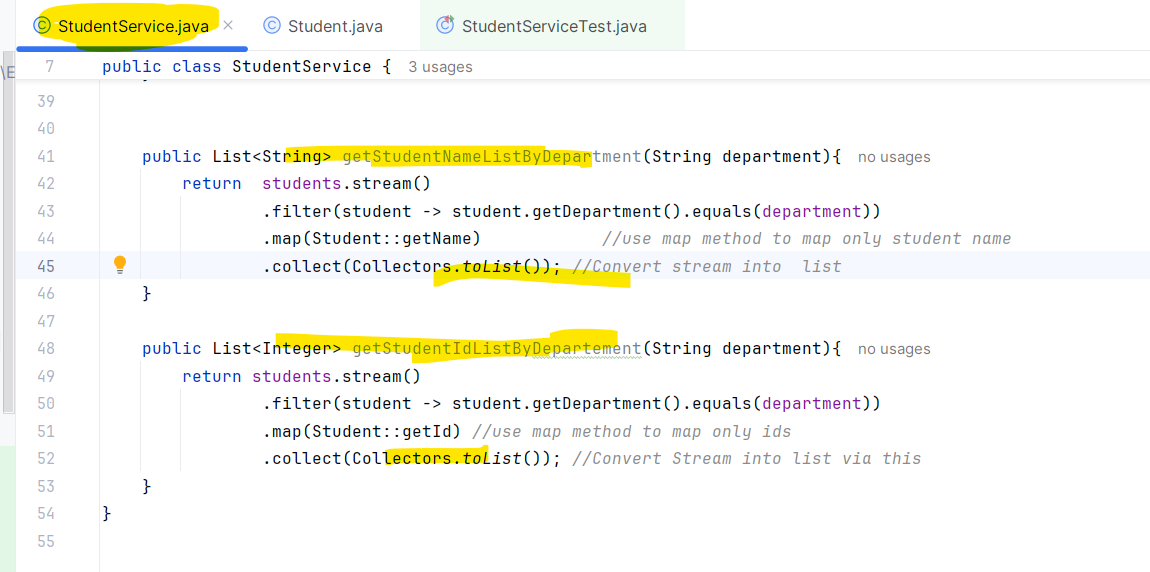 StudentService.java × Student.java StudentServiceTest.java
\E
7 public class StudentService { 3 usages
39
40
41 public List<String> getStudentNameListByDepartment(String department){ no usages
42 return students.stream()
43 .filter(student -> student.getDepartment().equals(department))
44 .map(Student::getName) //use map method to map only student name
45 .collect(Collectors.toList()); //Convert stream into list
46 }
47
48 public List<Integer> getStudentIdListByDepartement(String department){ no usages
49 return students.stream()
50 .filter(student -> student.getDepartment().equals(department))
51 .map(Student::getId) //use map method to map only ids
52 .collect(Collectors.toList()); //Convert Stream into list via this
53 }
54 }
55